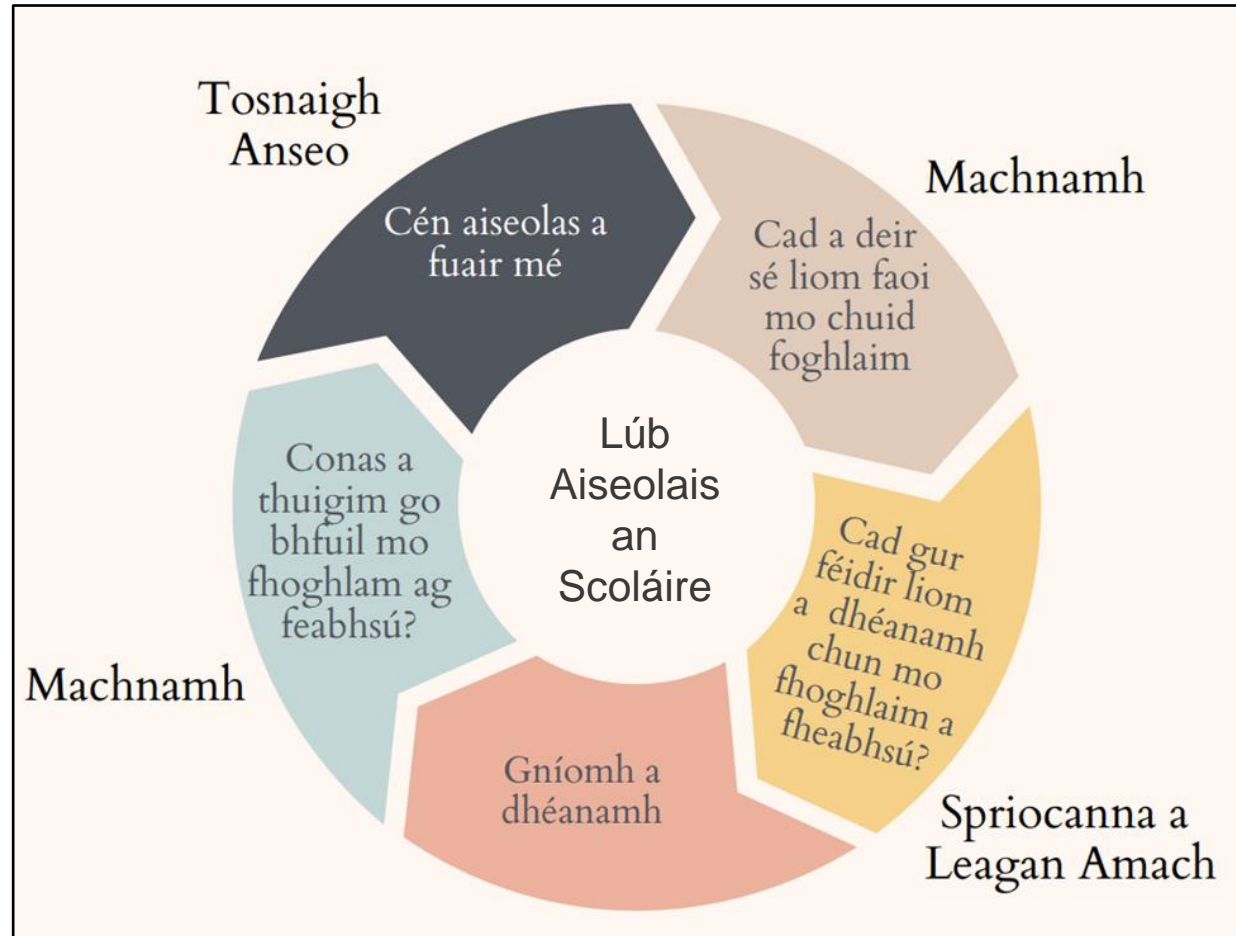 Tosnaigh
Anseo
Cén aiseolas a
fuair mé
Machnamh
Cad a deir
sé liom faoi
mo chuid
foghlaim
Cad gur
féidir liom
a dhéanamh
chun mo
fhoghlaim a
fheabhsú?
Spriocanna a
Leagan Amach
Gníomh a
dhéanamh
Conas a
thuigim go
bhfuil mo
fhoghlam ag
feabhsú?
Machnamh
Lúb
Aiseolais
an
Scoláire